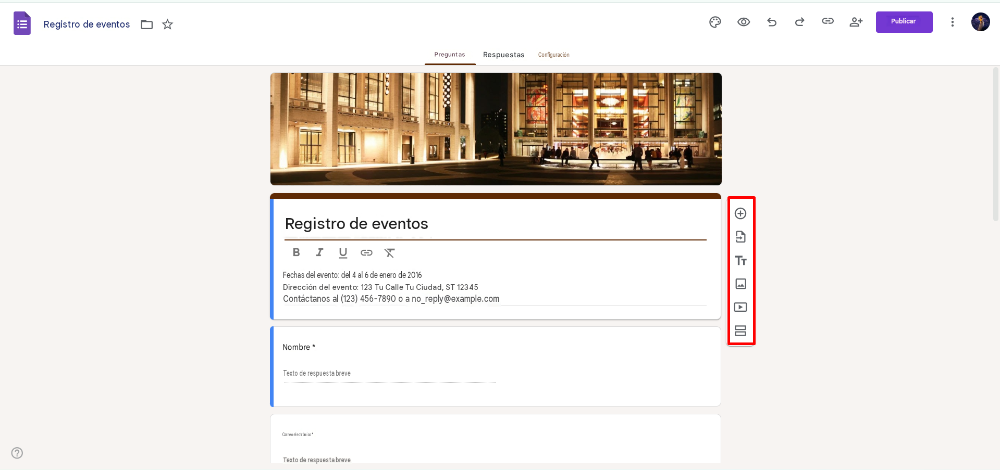 Registro de eventos
Publicar
Preguntas Respuestas Configuración
Registro de eventos
B I U
Fechas del evento: del 4 al 6 de enero de 2016
Dirección del evento: 123 Tu Calle Tu Ciudad, ST 12345
Contáctanos al (123) 456-7890 o a no_reply@example.com
Nombre *
Texto de respuesta breve
Correo electrónico *
Texto de respuesta breve